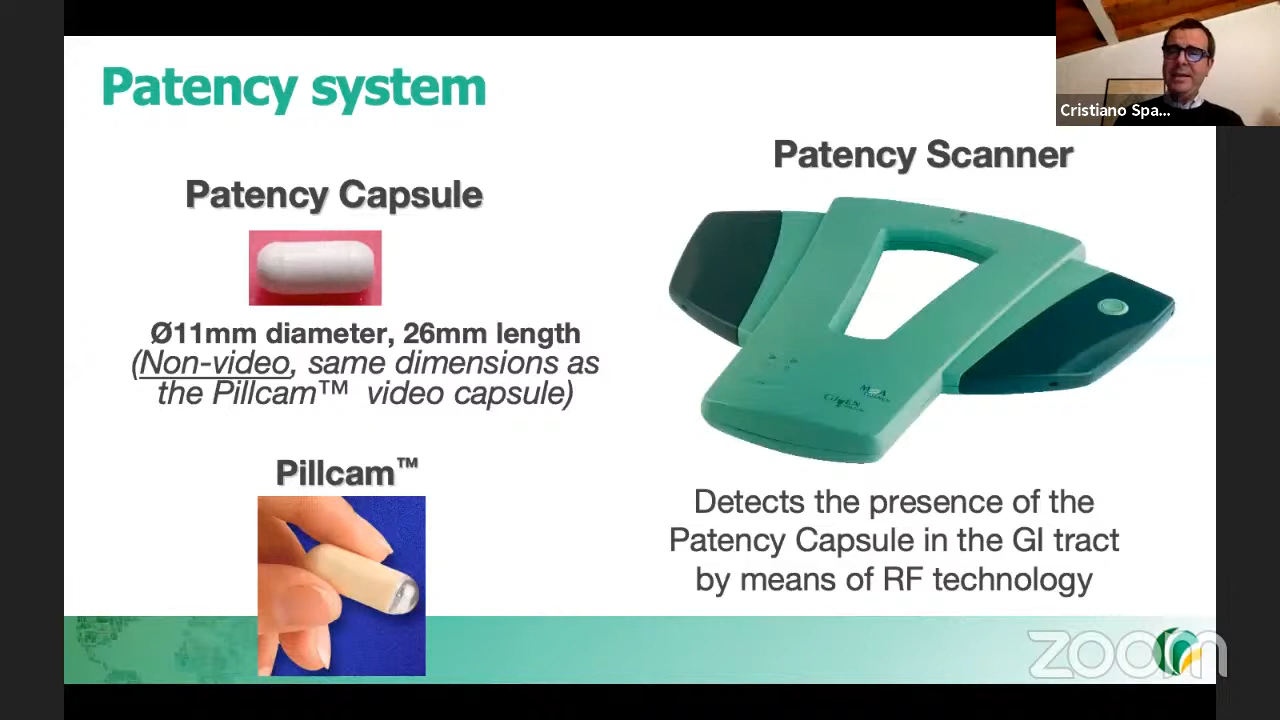 Patency system
Cristiano Spa...
Patency Capsule
Ø11mm diameter, 26mm length
(Non-video, same dimensions as
the Pillcam™ video capsule)
Pillcam™
Patency Scanner
Detects the presence of the
Patency Capsule in the GI tract
by means of RF technology
zoom